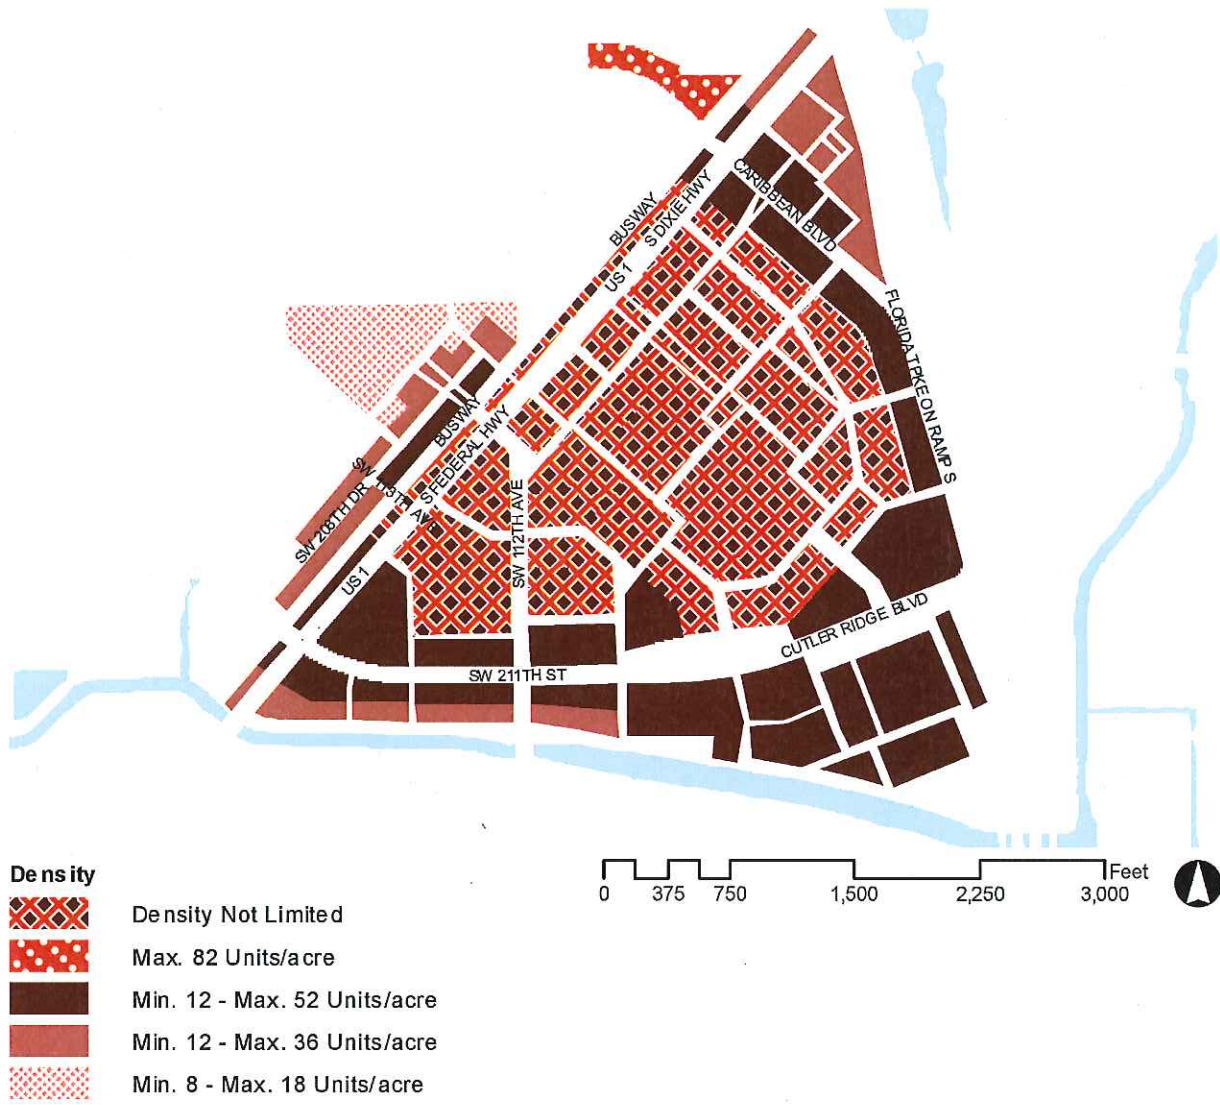 BUSWAY
S DIXIE HWY
US 1
CARIBBEAN BLVD
FLORIDA TPKE ON RAMP S
BUSWAY
S FEDERAL HWY
SW 113TH AVE
SW 208TH DR
SW 112TH AVE
US 1
CUTLER RIDGE BLVD
SW 211TH ST
Density
Density Not Limited
Max. 82 Units/acre
Min. 12 - Max. 52 Units/acre
Min. 12 - Max. 36 Units/acre
Min. 8 - Max. 18 Units/acre
Feet
0 375 750 1,500 2,250 3,000